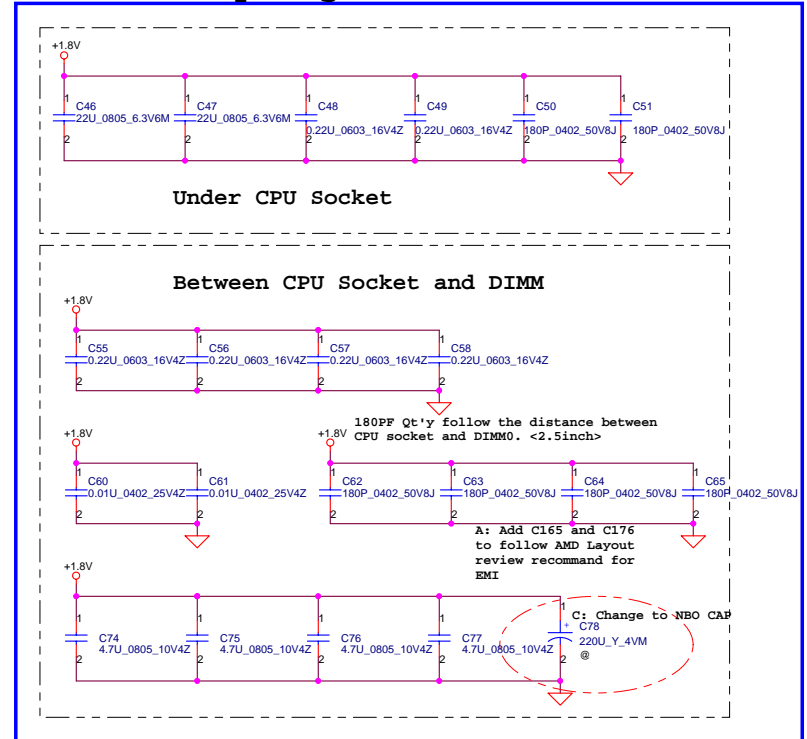 +1.8V
1 1 1 1 1 1
C46 C47 C48 C49 C50 C51
22U_0805_6.3V6M 22U_0805_6.3V6M 0.22U_0603_16V4Z 0.22U_0603_16V4Z 180P_0402_50V8J 180P_0402_50V8J
2 2 2 2 2 2
Under CPU Socket
Between CPU Socket and DIMM
+1.8V
1 1 1 1
C55 C56 C57 C58
0.22U_0603_16V4Z 0.22U_0603_16V4Z 0.22U_0603_16V4Z 0.22U_0603_16V4Z
2 2 2 2
180PF Qt'y follow the distance between
CPU socket and DIMM0. <2.5inch>
+1.8V +1.8V
1 1 1 1 1 1
C60 C61 C62 C63 C64 C65
0.01U_0402_25V4Z 0.01U_0402_25V4Z 180P_0402_50V8J 180P_0402_50V8J 180P_0402_50V8J 180P_0402_50V8J
2 2 2 2 2 2
A: Add C165 and C176
to follow AMD Layout
review recommand for
EMI
+1.8V
C: Change to NBO CAP
1 1 1 1 1
C74 C75 C76 C77 + C78
4.7U_0805_10V4Z 4.7U_0805_10V4Z 4.7U_0805_10V4Z 4.7U_0805_10V4Z 220U_Y_4VM
2 2 2 2 2 @